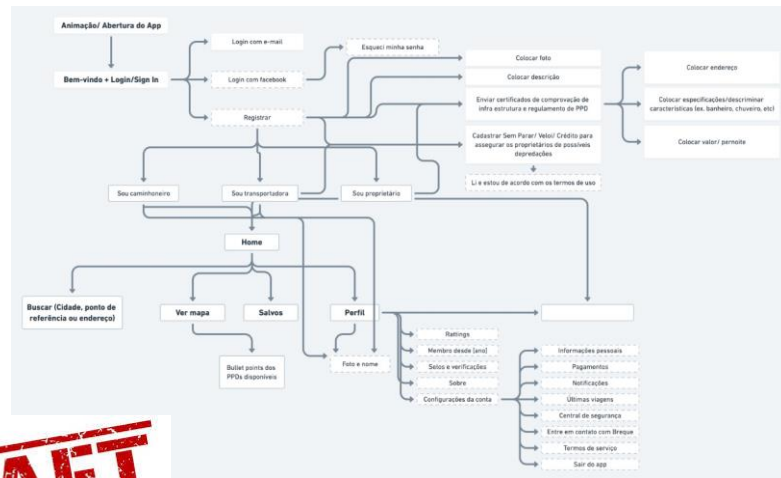 Animação/ Abertura do App
Bem-vindo + Login/Sign In
Login com e-mail
Login com facebook
Registrar
Esqueci minha senha
Colocar foto
Colocar descrição
Enviar certificados de comprovação de
infra estrutura e regulamento de PPD
Cadastrar Sem Parar/ Veloi/ Crédito para
assegurar os proprietários de possíveis
depredações
Li e estou de acordo com os termos de uso
Colocar endereço
Colocar especificações/descriminar
características (ex. banheiro, chuveiro, etc)
Colocar valor/ pernoite
Sou caminhoneiro
Sou transportadora
Sou proprietário
Home
Buscar (Cidade, ponto de
referência ou endereço)
Ver mapa
Salvos
Perfil
Bullet points dos
PPDs disponíveis
Foto e nome
Rattings
Membro desde [ano]
Selos e verificações
Sobre
Configurações da conta
Informações pessoais
Pagamentos
Notificações
Últimas viagens
Central de segurança
Entre em contato com Breque
Termos de serviço
Sair do app